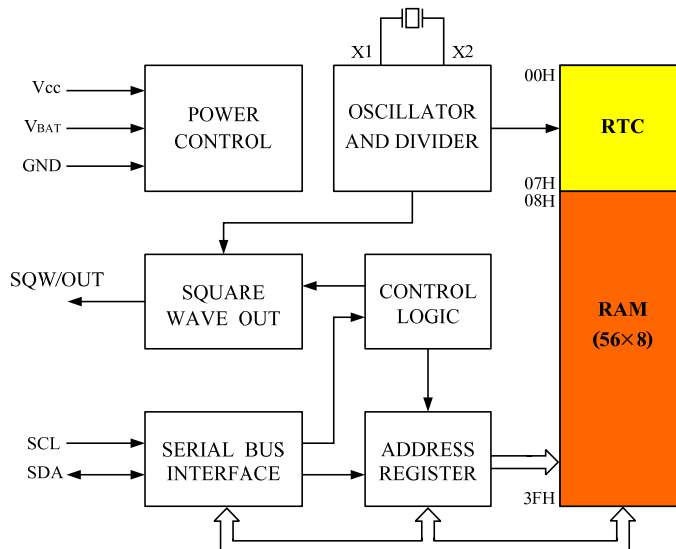 X1
X2
00H
Vcc
VBAT
GND
POWER
CONTROL
OSCILLATOR
AND DIVIDER
RTC
07H
08H
SQW/OUT
SQUARE
WAVE OUT
CONTROL
LOGIC
RAM
(56×8)
SCL
SDA
SERIAL BUS
INTERFACE
ADDRESS
REGISTER
3FH